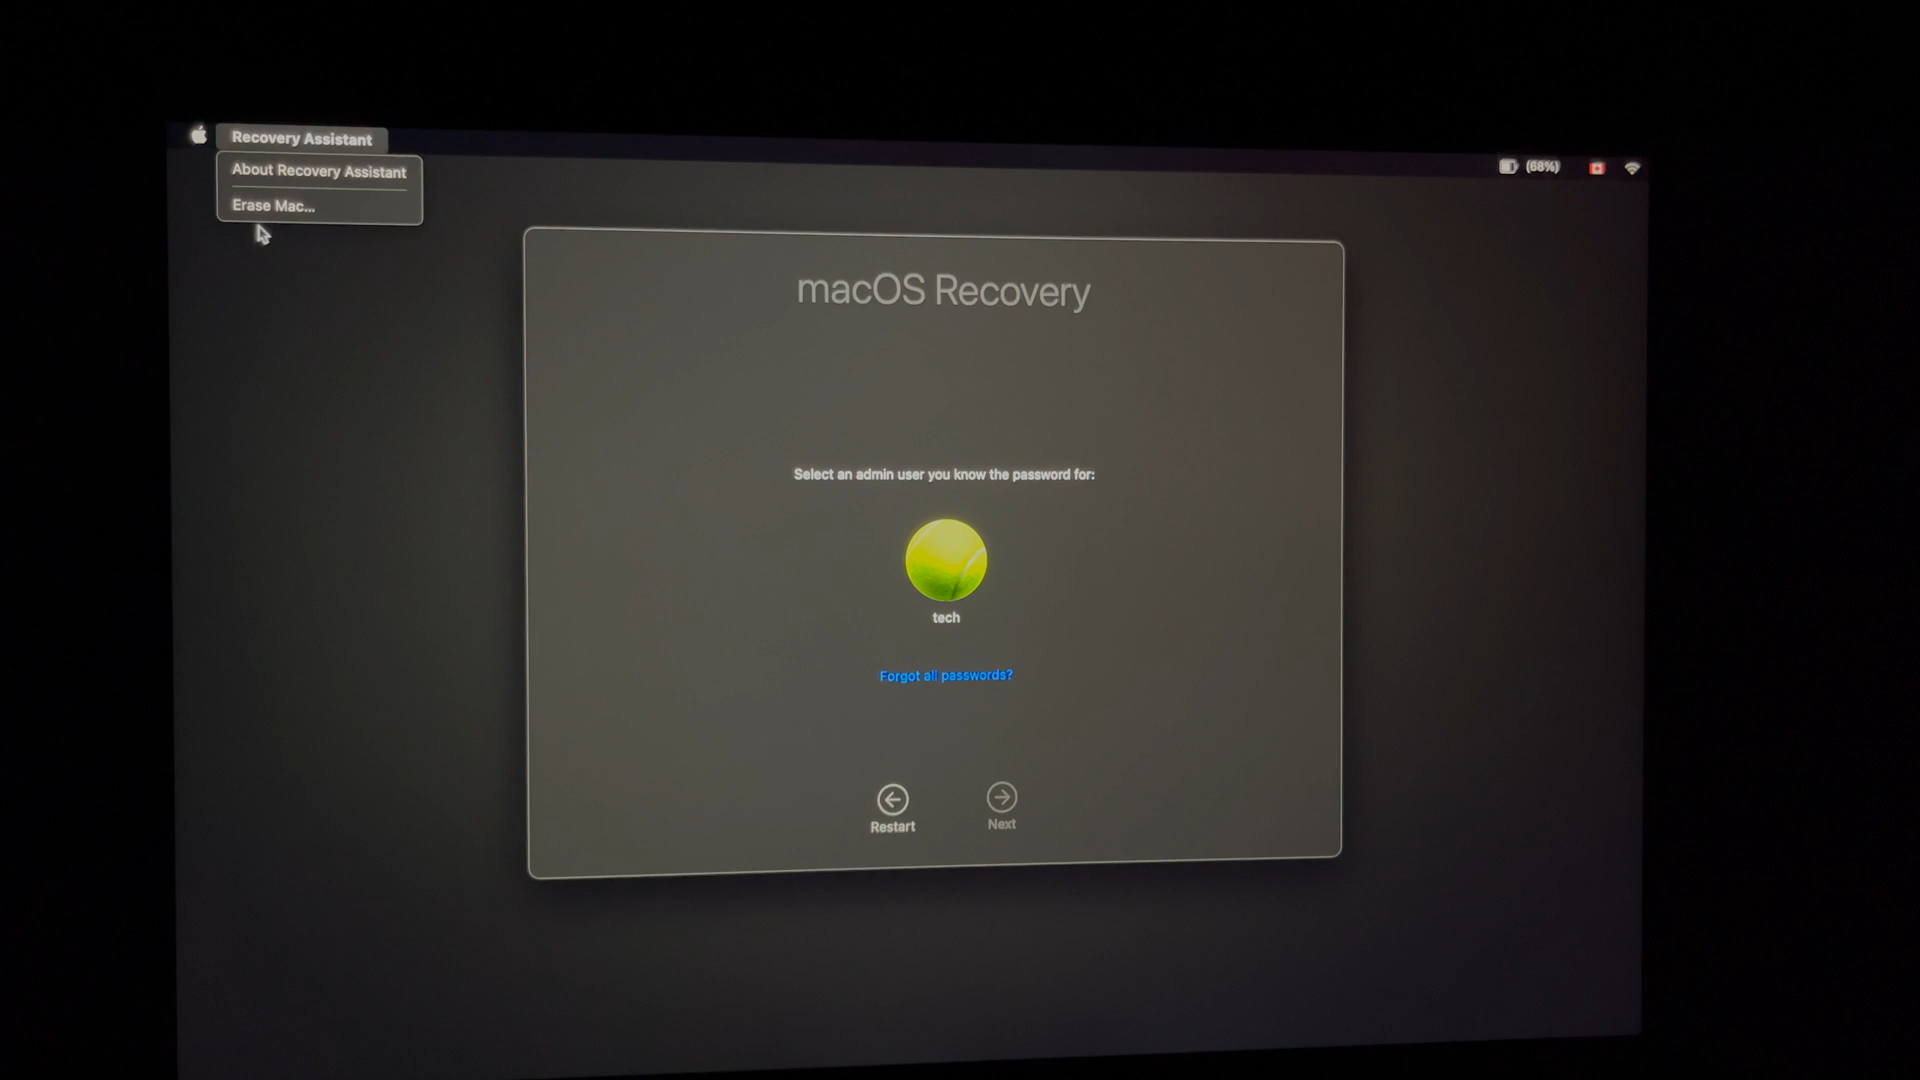 Recovery Assistant
(68%)
About Recovery Assistant
Erase Mac...
macOS Recovery
Select an admin user you know the password for:
tech
Forgot all passwords?
Restart
Next